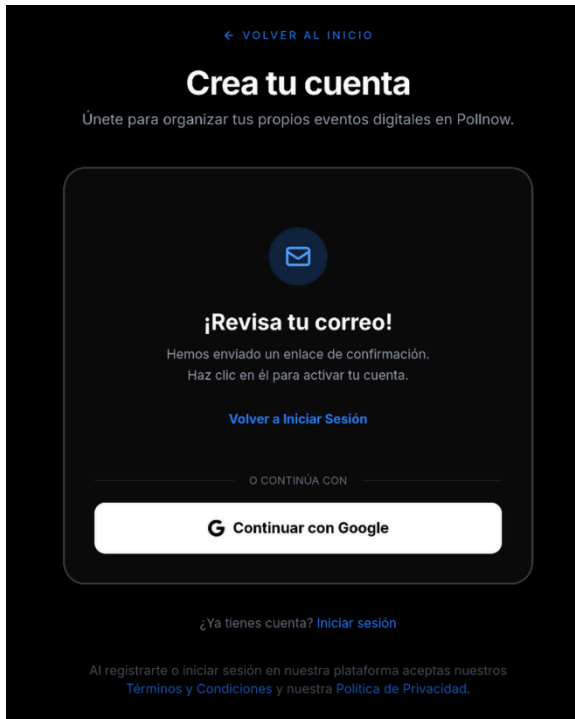 ← VOLVER AL INICIO
Crea tu cuenta
Únete para organizar tus propios eventos digitales en Pollnow.
¡Revisa tu correo!
Hemos enviado un enlace de confirmación.
Haz clic en él para activar tu cuenta.
Volver a Iniciar Sesión
O CONTINÚA CON
Continuar con Google
¿Ya tienes cuenta? Iniciar sesión
Al registrarte o iniciar sesión en nuestra plataforma aceptas nuestros
Términos y Condiciones y nuestra Política de Privacidad.